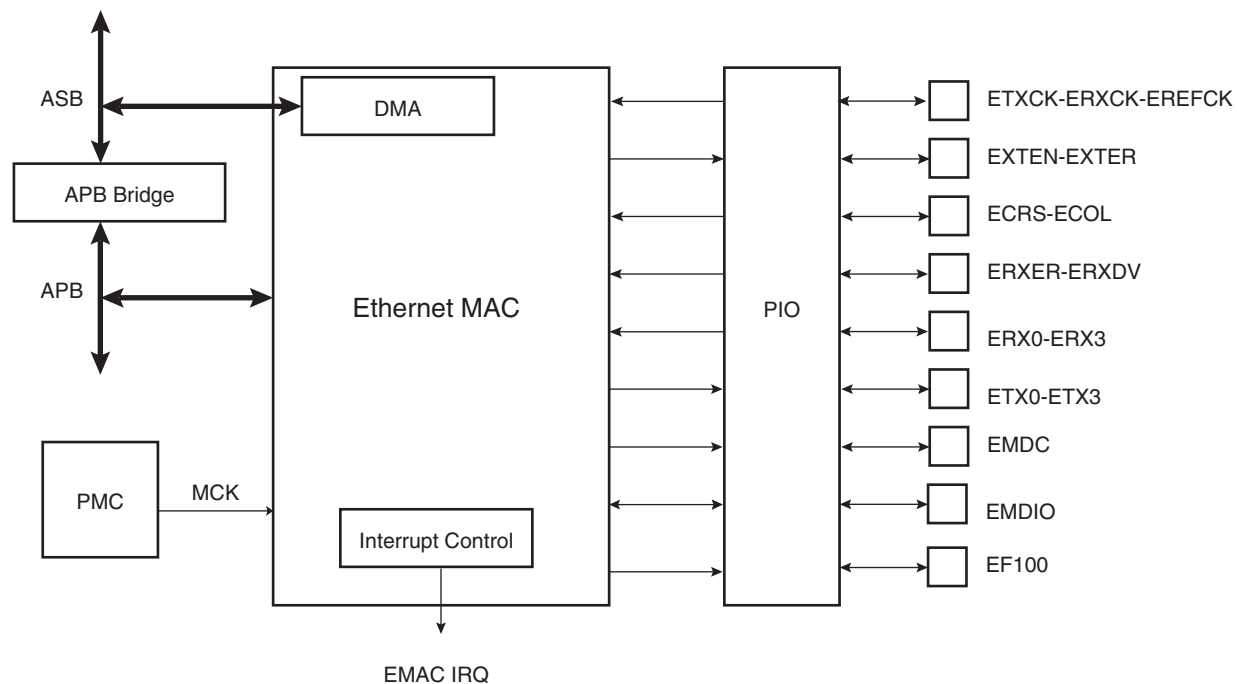 ASB
APB Bridge
APB
PMC
MCK
DMA
Ethernet MAC
Interrupt Control
EMAC IRQ
PIO
ETXCK-ERXCK-EREFCK
EXTEN-EXTER
ECRS-ECOL
ERXER-ERXDV
ERX0-ERX3
ETX0-ETX3
EMDC
EMDIO
EF100